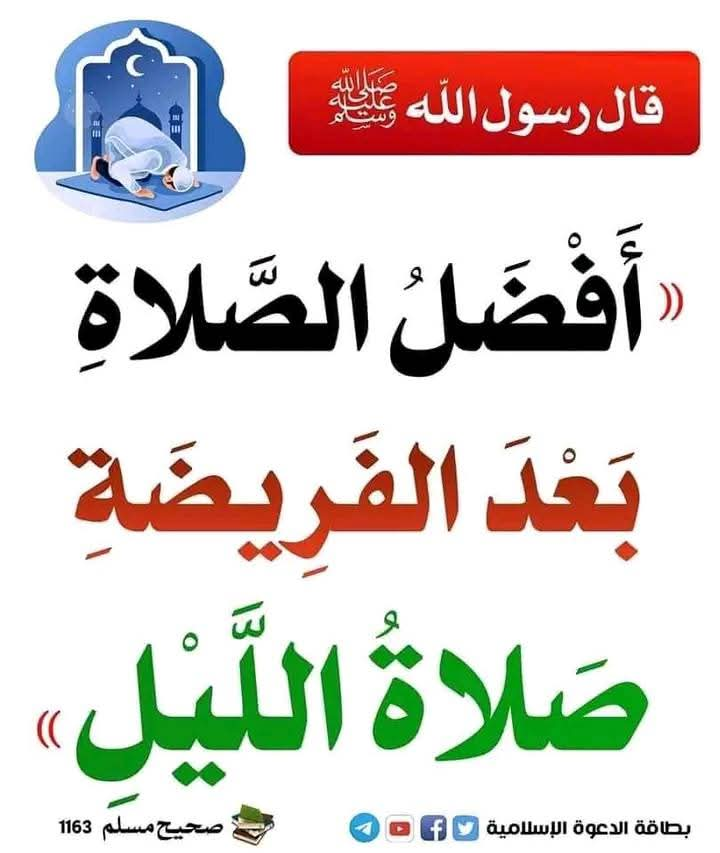 قال رسول الله ﷺ
«أَفْضَلُ الصَّلاةِ
بَعْدَ الفَرِيضَةِ
صَلاةُ اللَّيْلِ»
بطاقة الدعوة الإسلامية
صحيح مسلم 1163